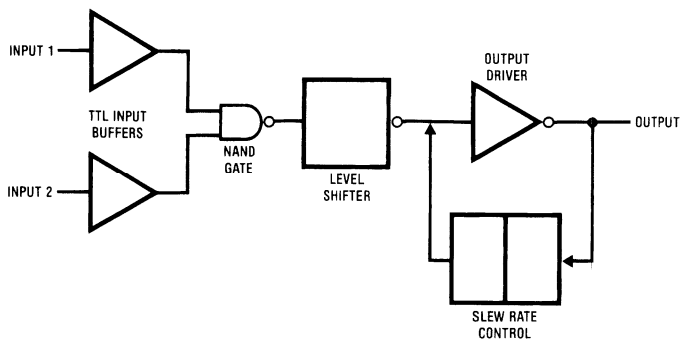 INPUT 1
TTL INPUT
BUFFERS
INPUT 2
NAND
GATE
LEVEL
SHIFTER
OUTPUT
DRIVER
OUTPUT
SLEW RATE
CONTROL